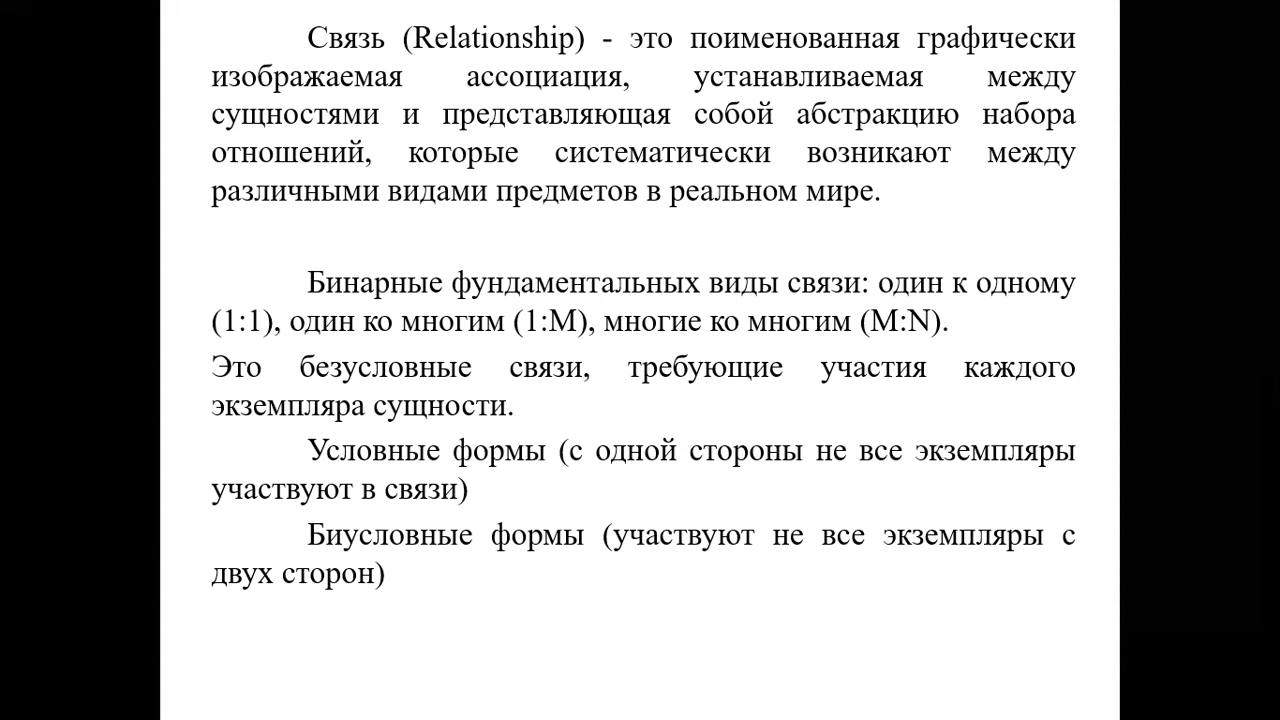 Связь (Relationship) - это поименованная графически
изображаемая ассоциация, устанавливаемая между
сущностями и представляющая собой абстракцию набора
отношений, которые систематически возникают между
различными видами предметов в реальном мире.
Бинарные фундаментальных виды связи: один к одному
(1:1), один ко многим (1:M), многие ко многим (M:N).
Это безусловные связи, требующие участия каждого
экземпляра сущности.
Условные формы (с одной стороны не все экземпляры
участвуют в связи)
Биусловные формы (участвуют не все экземпляры с
двух сторон)